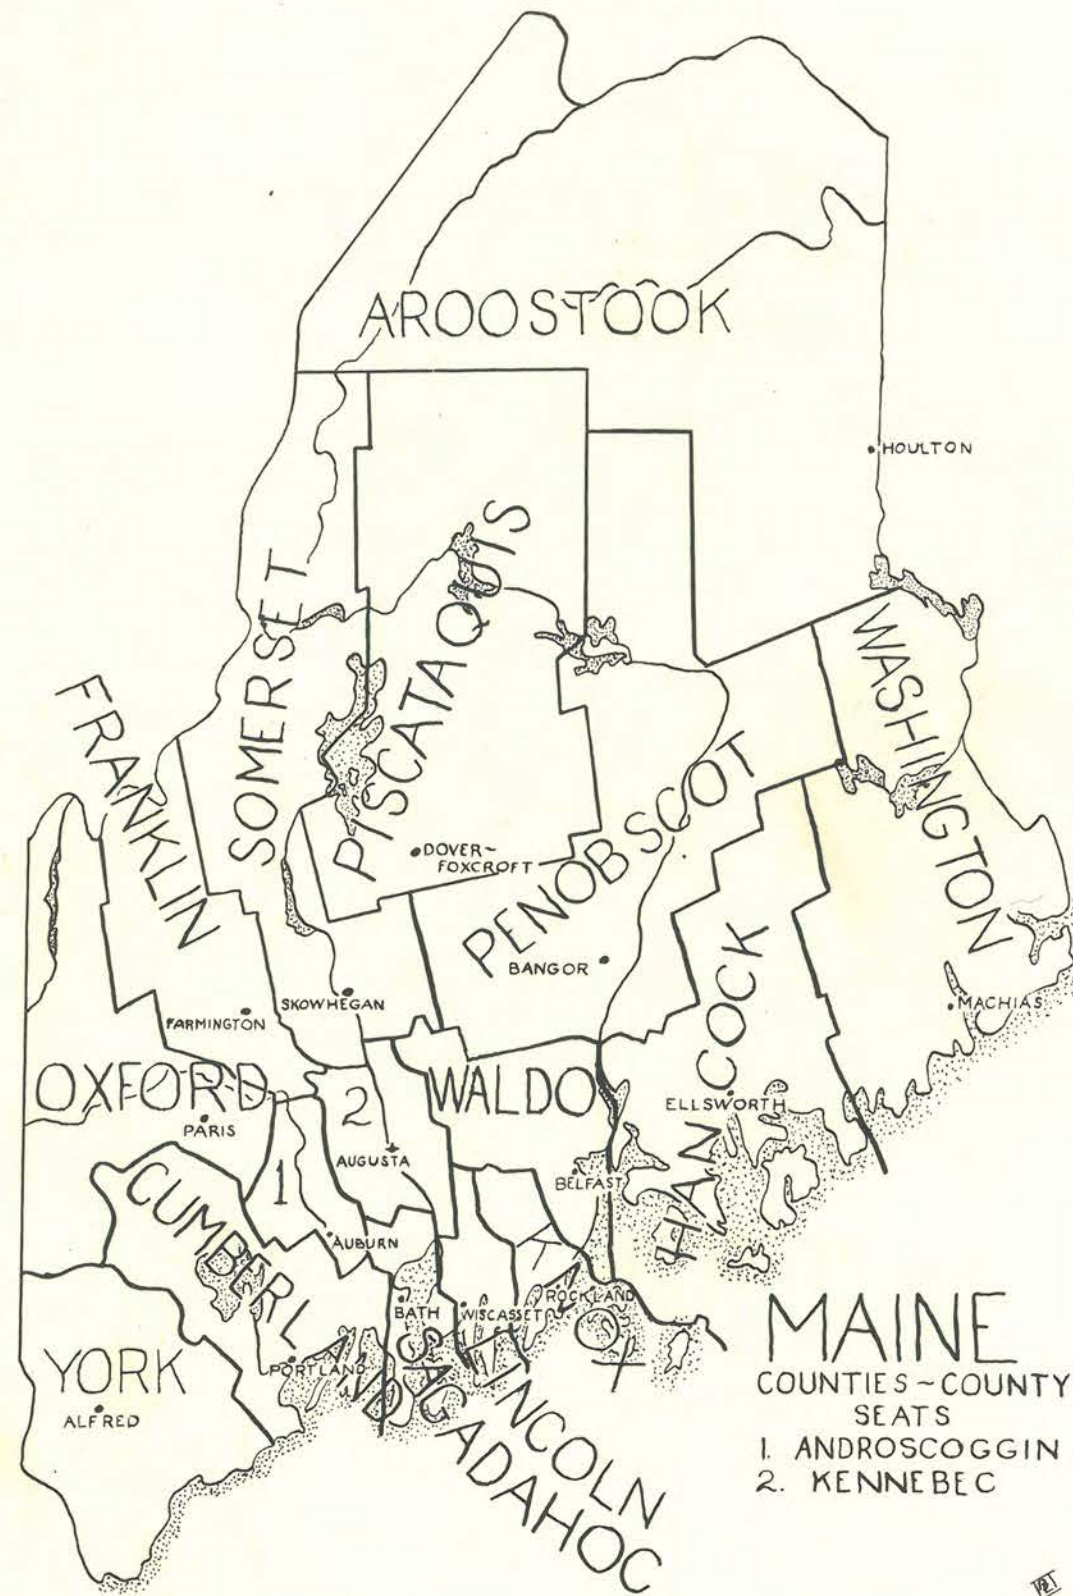 AROOSTOOK
HOULTON
PISCATAQUIS
SOMERSET
WASHINGTON
FRANKLIN
PENOBSCOT
DOVER-
FOXCROFT
HANCOCK
BANGOR
SKOWHEGAN
MACHIAS
FARMINGTON
OXFORD
2
WALDO
ELLSWORTH
PARIS
AUGUSTA
1
BELFAST
CUMBERLAND
AUBURN
KNOX
ROCKLAND
BATH
WISCASSET
SAGADAHOC
LINCOLN
PORTLAND
YORK
ALFRED
MAINE
COUNTIES ~ COUNTY
SEATS
1. ANDROSCOGGIN
2. KENNEBEC